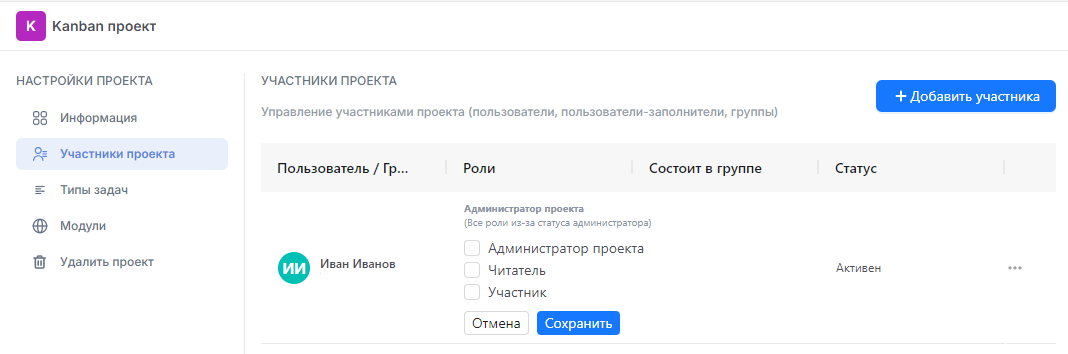 K Kanban проект
НАСТРОЙКИ ПРОЕКТА
Информация
Участники проекта
Типы задач
Модули
Удалить проект
УЧАСТНИКИ ПРОЕКТА
Управление участниками проекта (пользователи, пользователи-заполнители, группы)
+ Добавить участника
Пользователь / Гр... Роли Состоит в группе Статус
Администратор проекта
(Все роли из-за статуса администратора)
ИИ Иван Иванов
Администратор проекта
Читатель
Участник
Отмена Сохранить
Активен